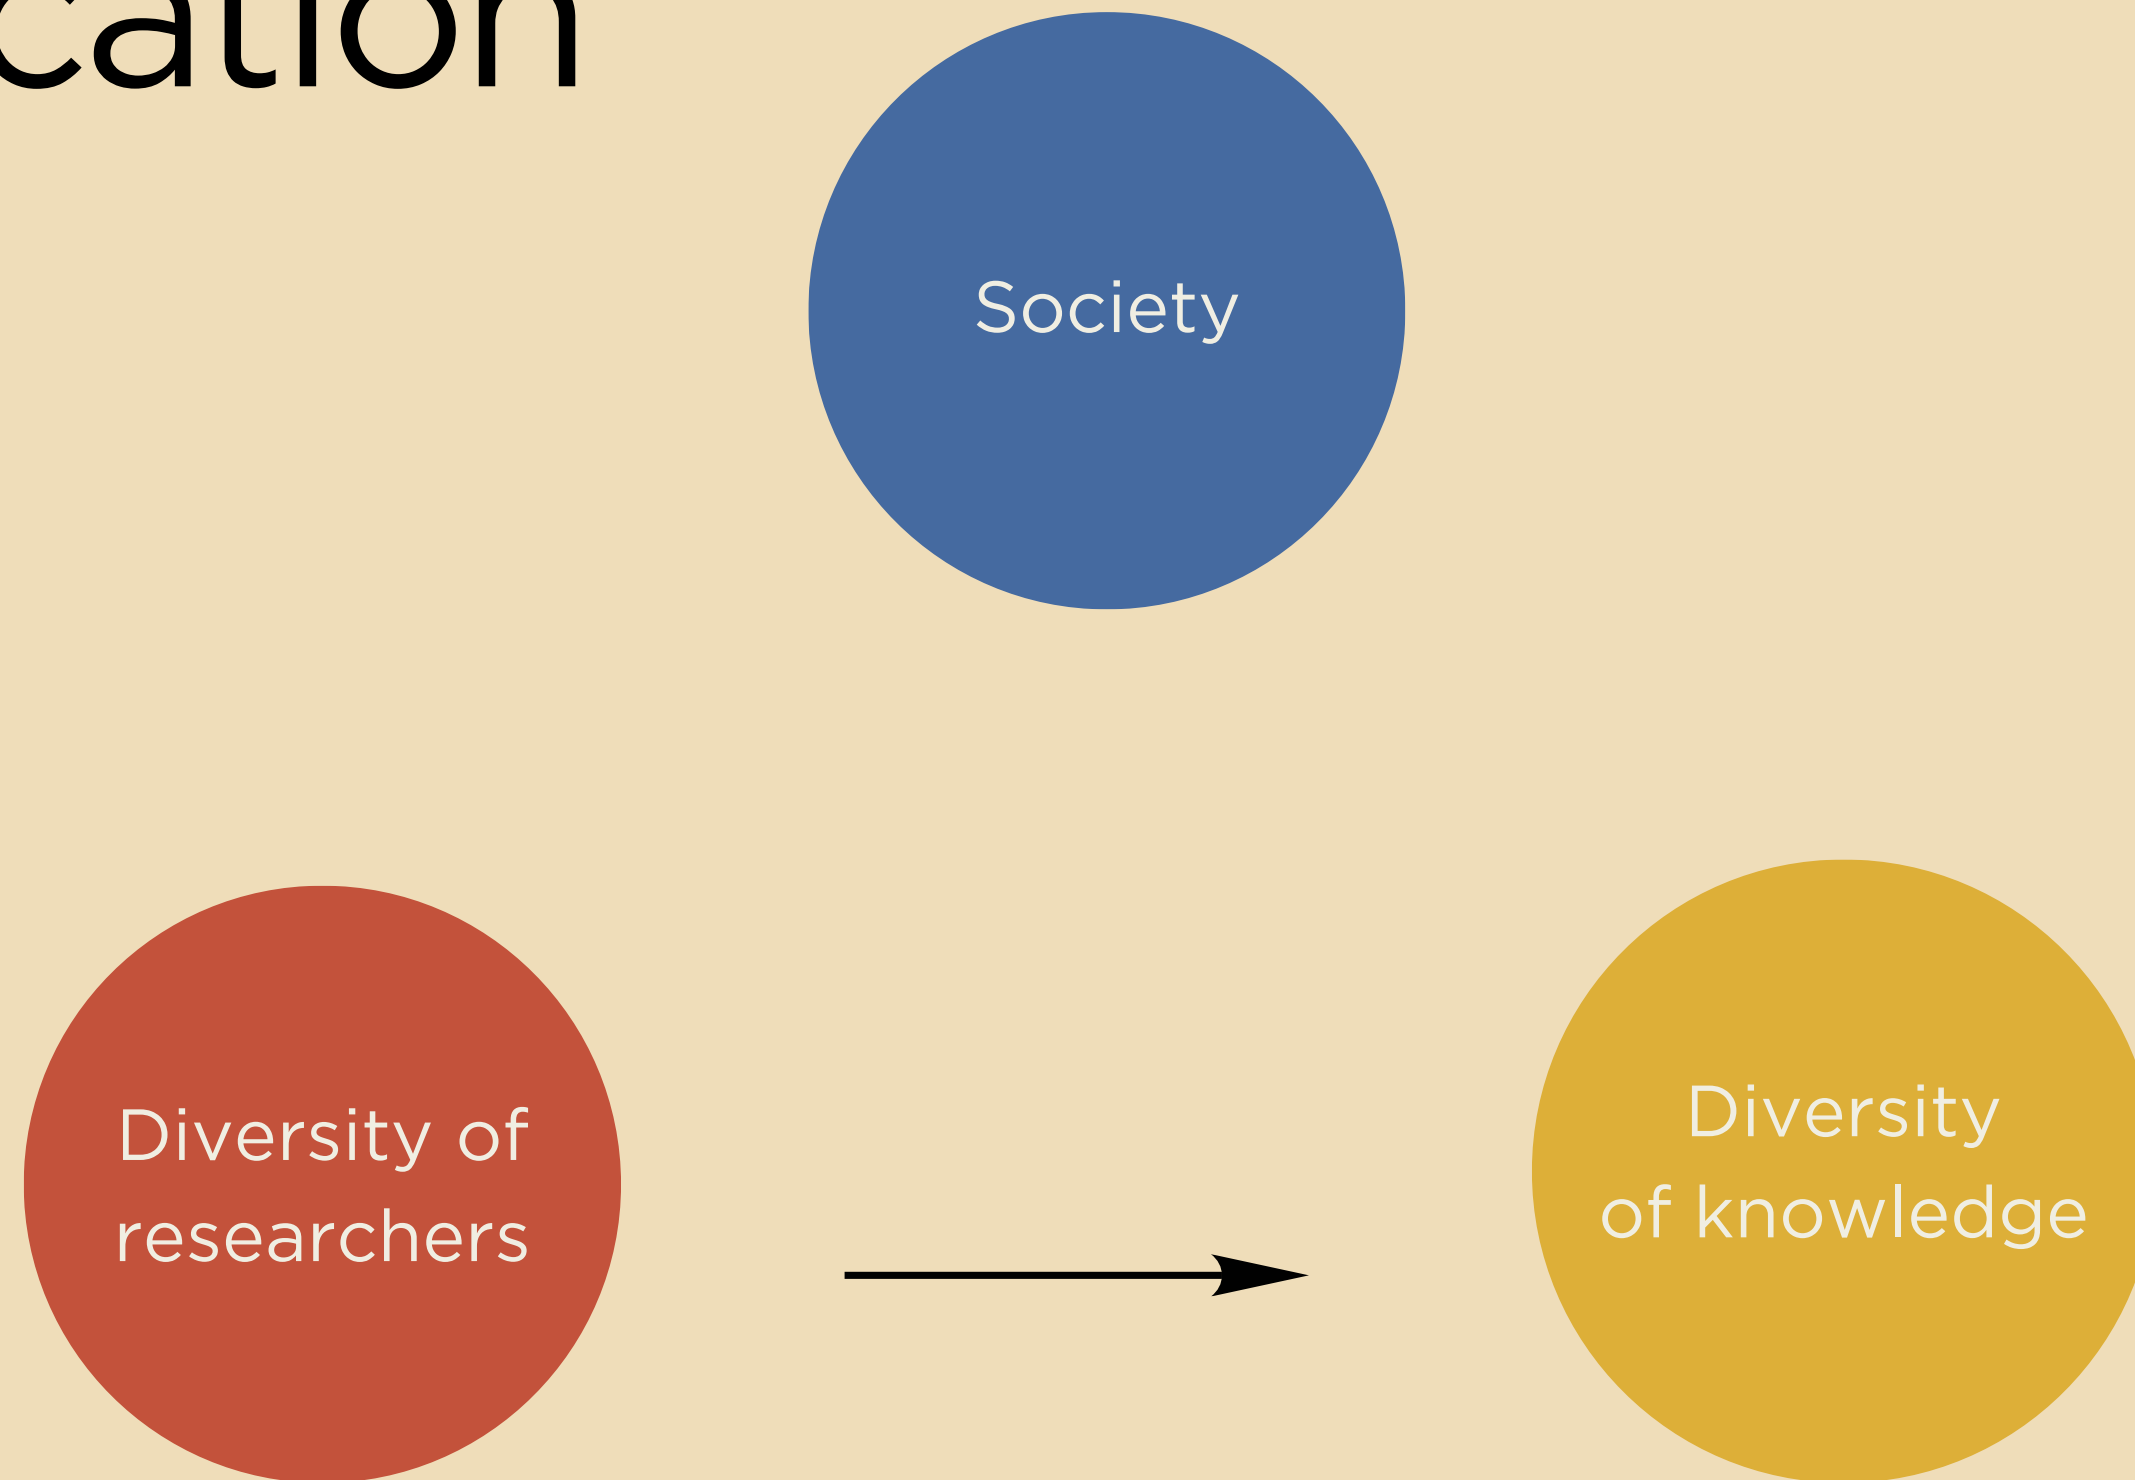 cation
Society
Diversity of
researchers
Diversity
of knowledge